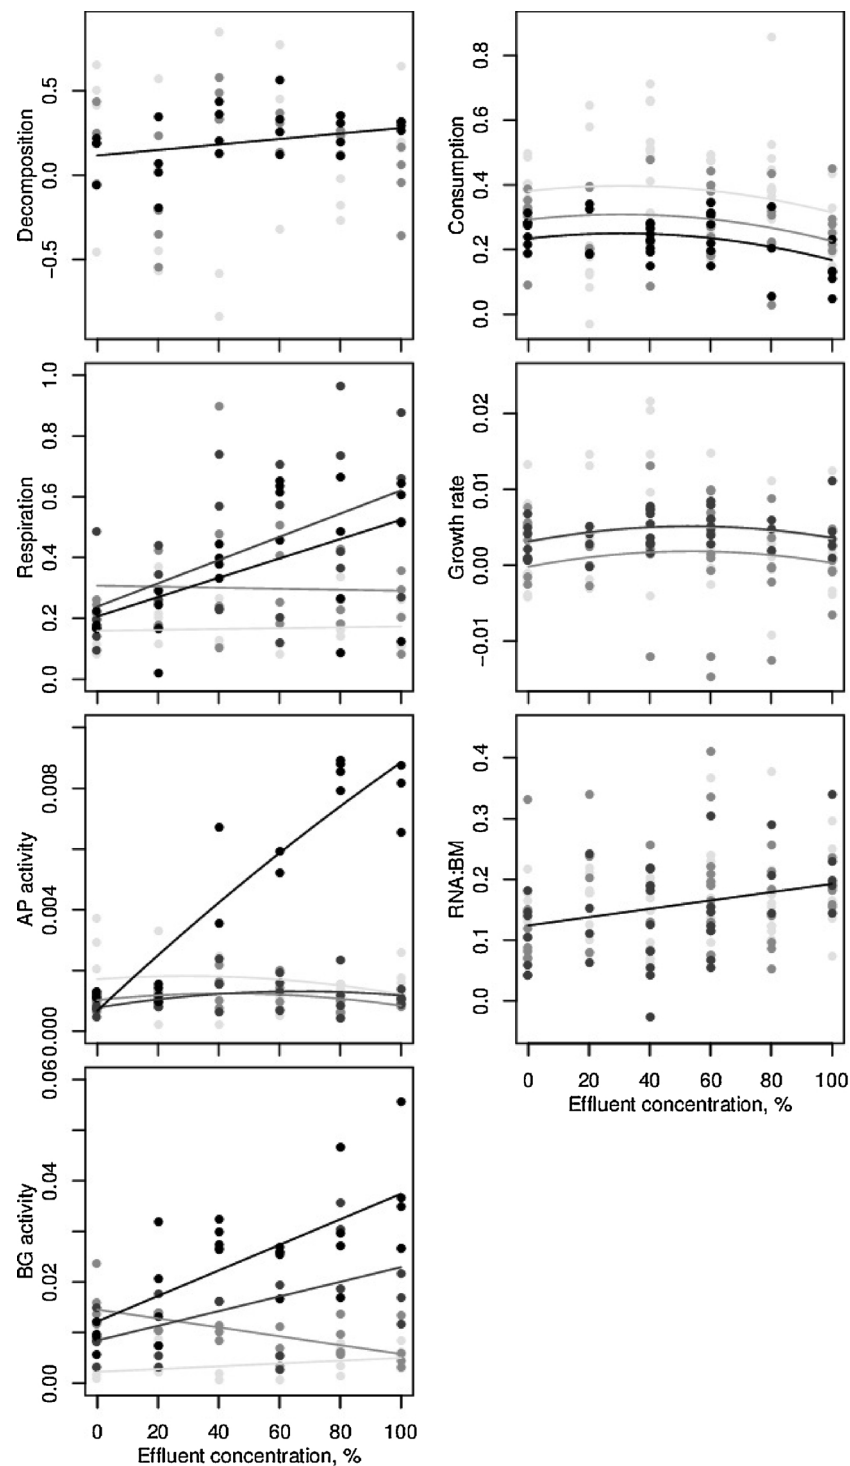 Decomposition
0.5
0.0
−0.5
Consumption
0.8
0.6
0.4
0.2
0.0
Respiration
1.0
0.8
0.6
0.4
0.2
0.0
Growth rate
0.02
0.01
0.00
−0.01
AP activity
0.008
0.004
0.000
RNA:BM
0.4
0.3
0.2
0.1
0.0
0 20 40 60 80 100
Effluent concentration, %
BG activity
0.06
0.04
0.02
0.00
0 20 40 60 80 100
Effluent concentration, %